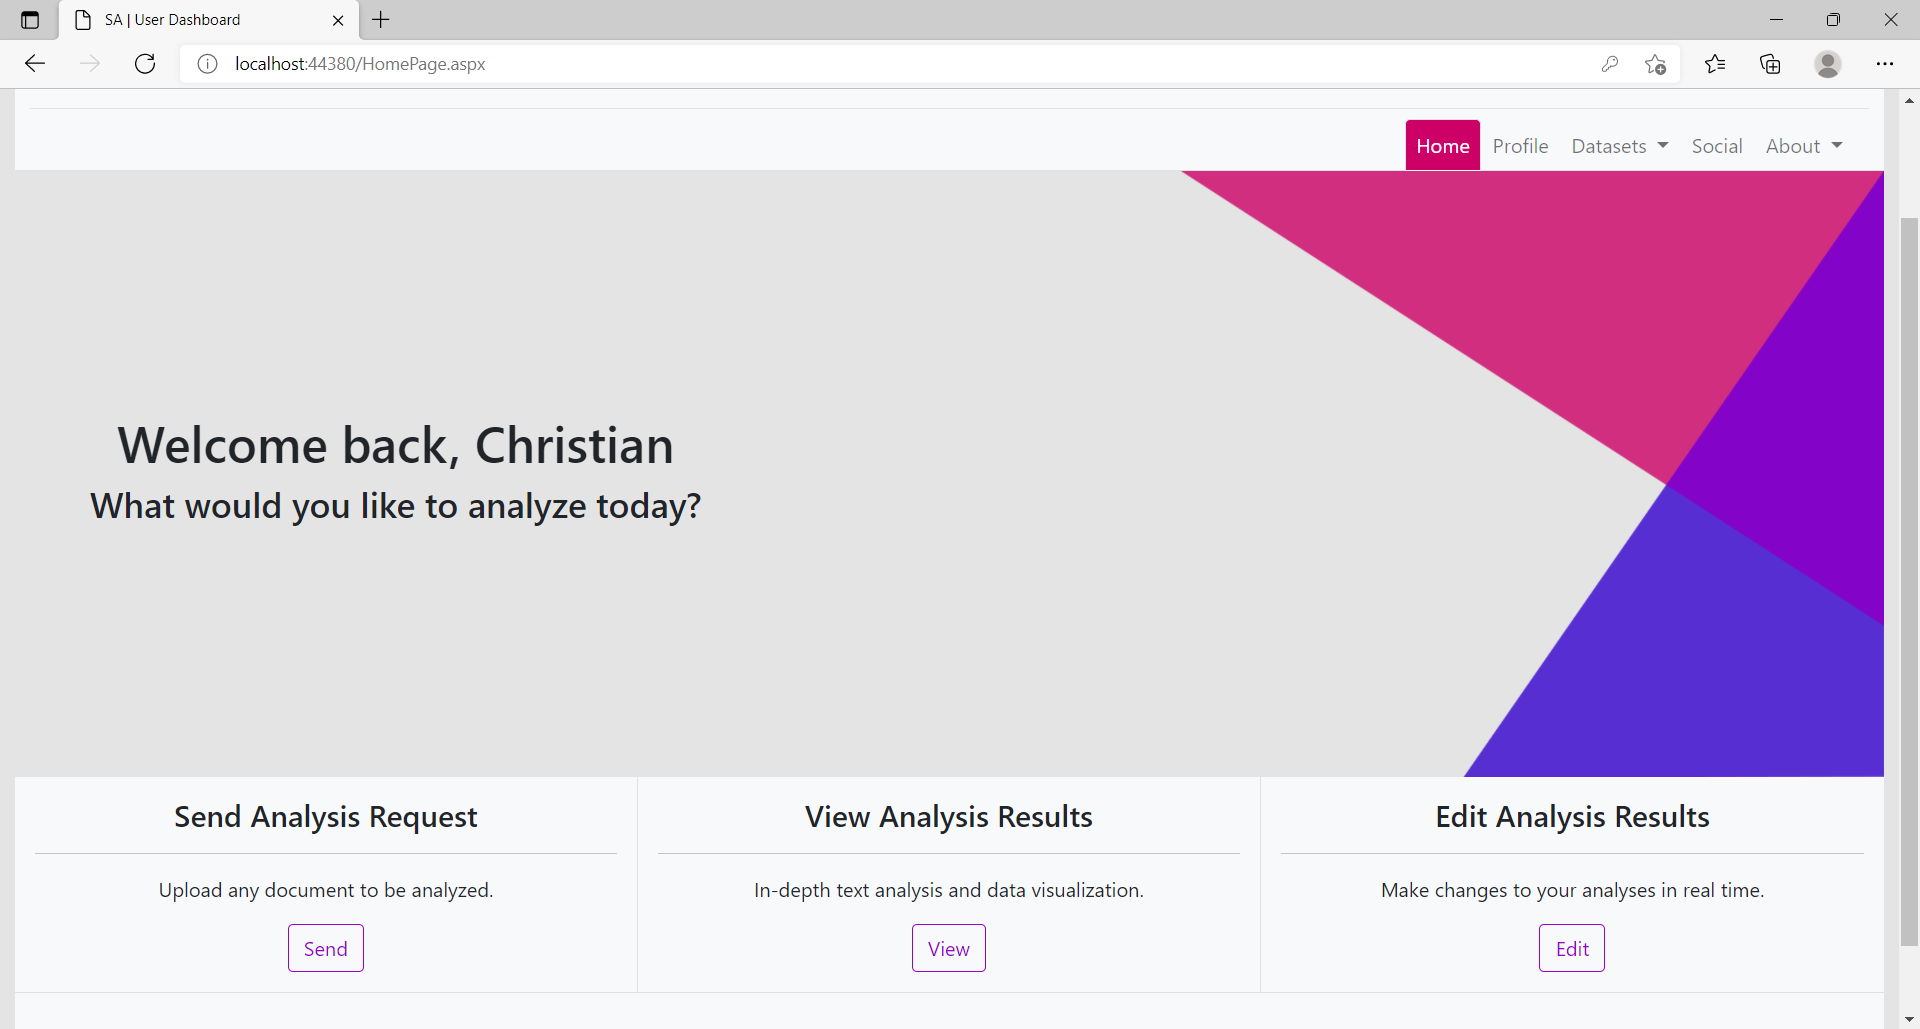 SA | User Dashboard
localhost:44380/HomePage.aspx
Home Profile Datasets Social About
Welcome back, Christian
What would you like to analyze today?
Send Analysis Request
Upload any document to be analyzed.
Send
View Analysis Results
In-depth text analysis and data visualization.
View
Edit Analysis Results
Make changes to your analyses in real time.
Edit